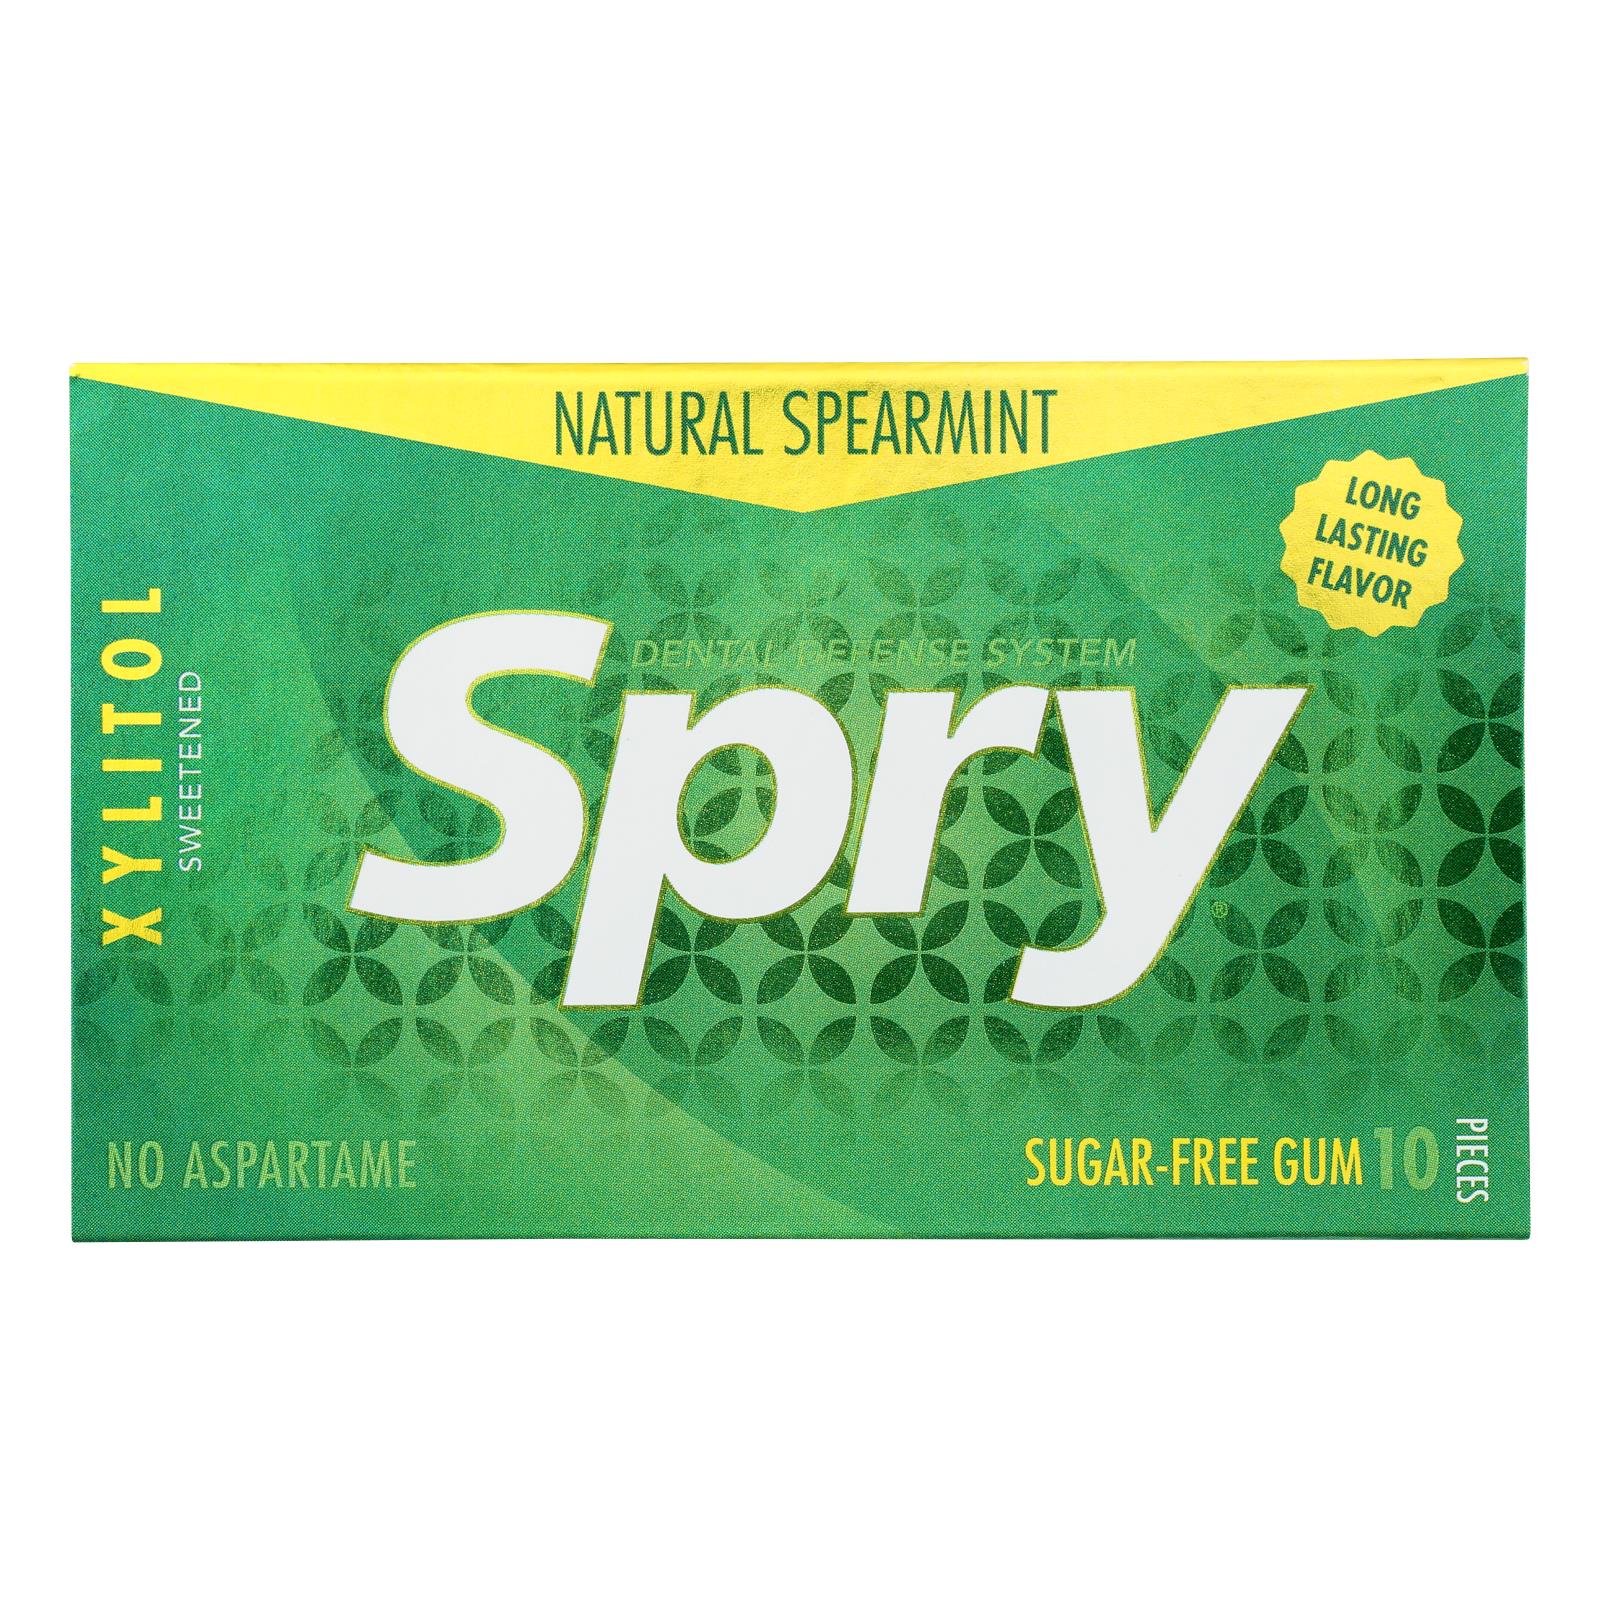 NATURAL SPEARMINT
LONG
LASTING
FLAVOR
XYLITOL
SWEETENED
DENTAL DEFENSE SYSTEM
Spry®
NO ASPARTAME
SUGAR-FREE GUM 10
PIECES